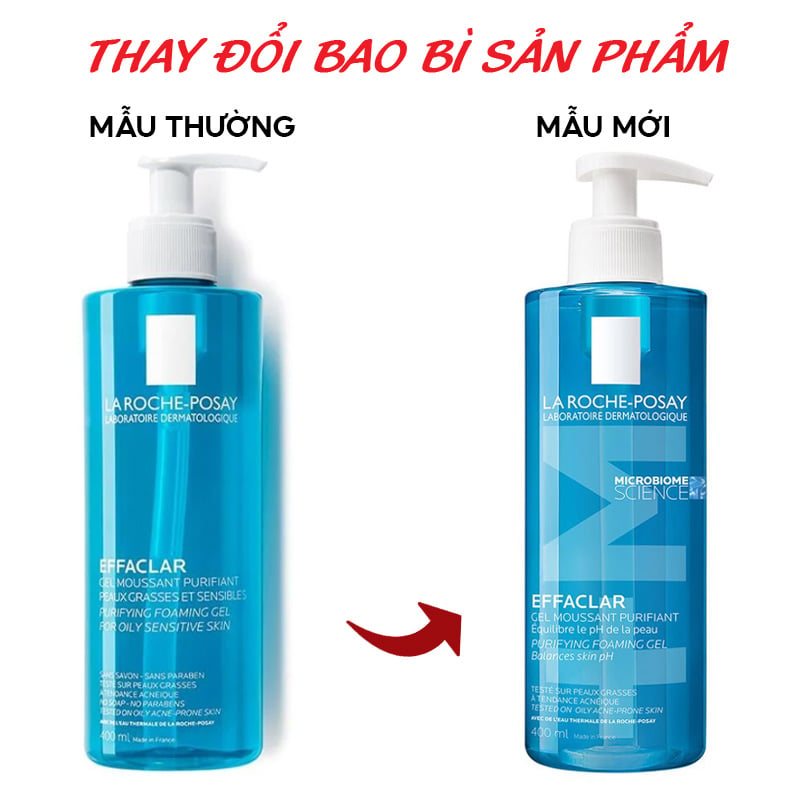 THAY ĐỔI BAO BÌ SẢN PHẨM
MẪU THƯỜNG
LA ROCHE-POSAY
LABORATOIRE DERMATOLOGIQUE
EFFACLAR
GEL MOUSSANT PURIFIANT
PEAUX GRASSES ET SENSIBLES
PURIFYING FOAMING GEL
FOR OILY SENSITIVE SKIN
SANS SAVON - SANS PARABEN
TESTÉ SUR PEAUX GRASSES
À TENDANCE ACNÉIQUE
NO SOAP - NO PARABENS
TESTED ON OILY ACNE-PRONE SKIN
AVEC DE L'EAU THERMALE DE LA ROCHE-POSAY
400 ml Made in France
MẪU MỚI
LA ROCHE-POSAY
LABORATOIRE DERMATOLOGIQUE
MICROBIOME
SCIENCE
EFFACLAR
GEL MOUSSANT PURIFIANT
Équilibre le pH de la peau
PURIFYING FOAMING GEL
Balances skin pH
TESTÉ SUR PEAUX GRASSES
À TENDANCE ACNÉIQUE
TESTED ON OILY ACNE-PRONE SKIN
AVEC DE L'EAU THERMALE DE LA ROCHE-POSAY
400 ml Made in France